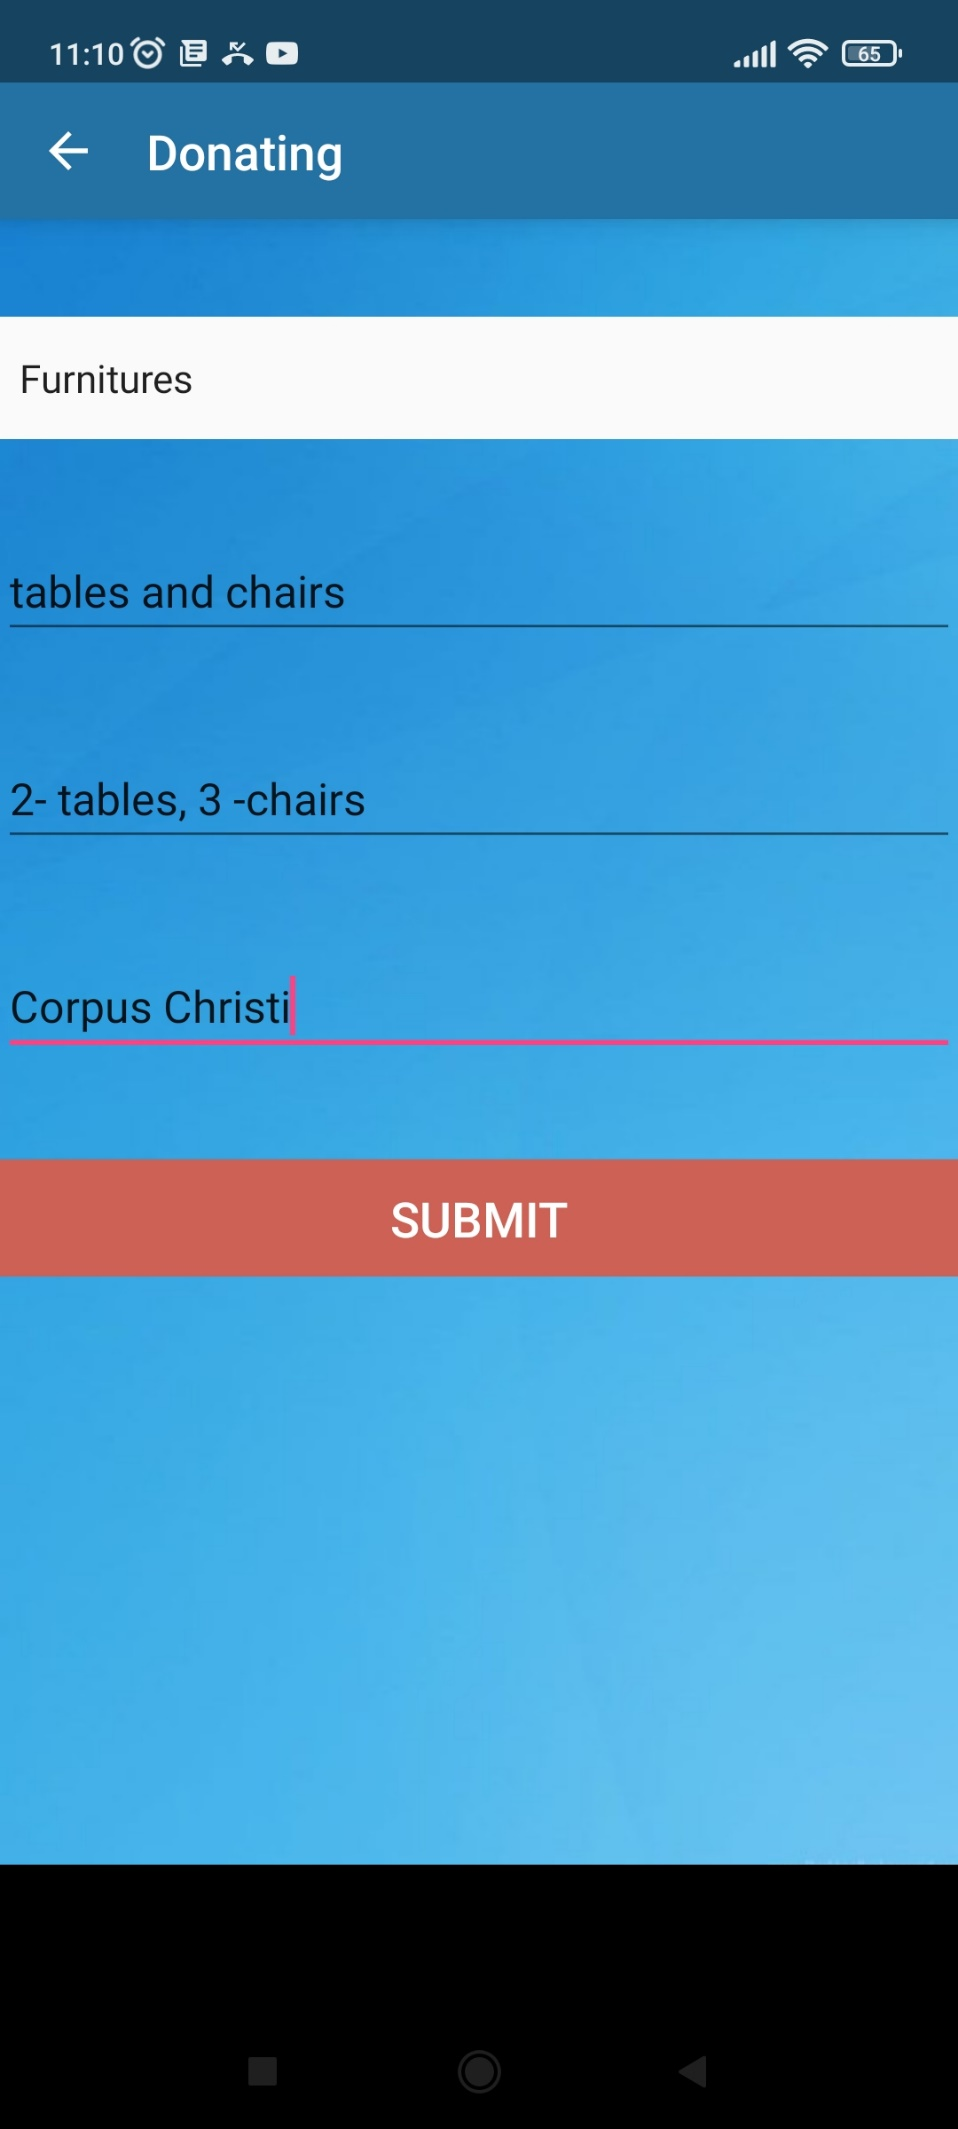 11:10 65
Donating
Furnitures
tables and chairs
2- tables, 3 -chairs
Corpus Christi
SUBMIT